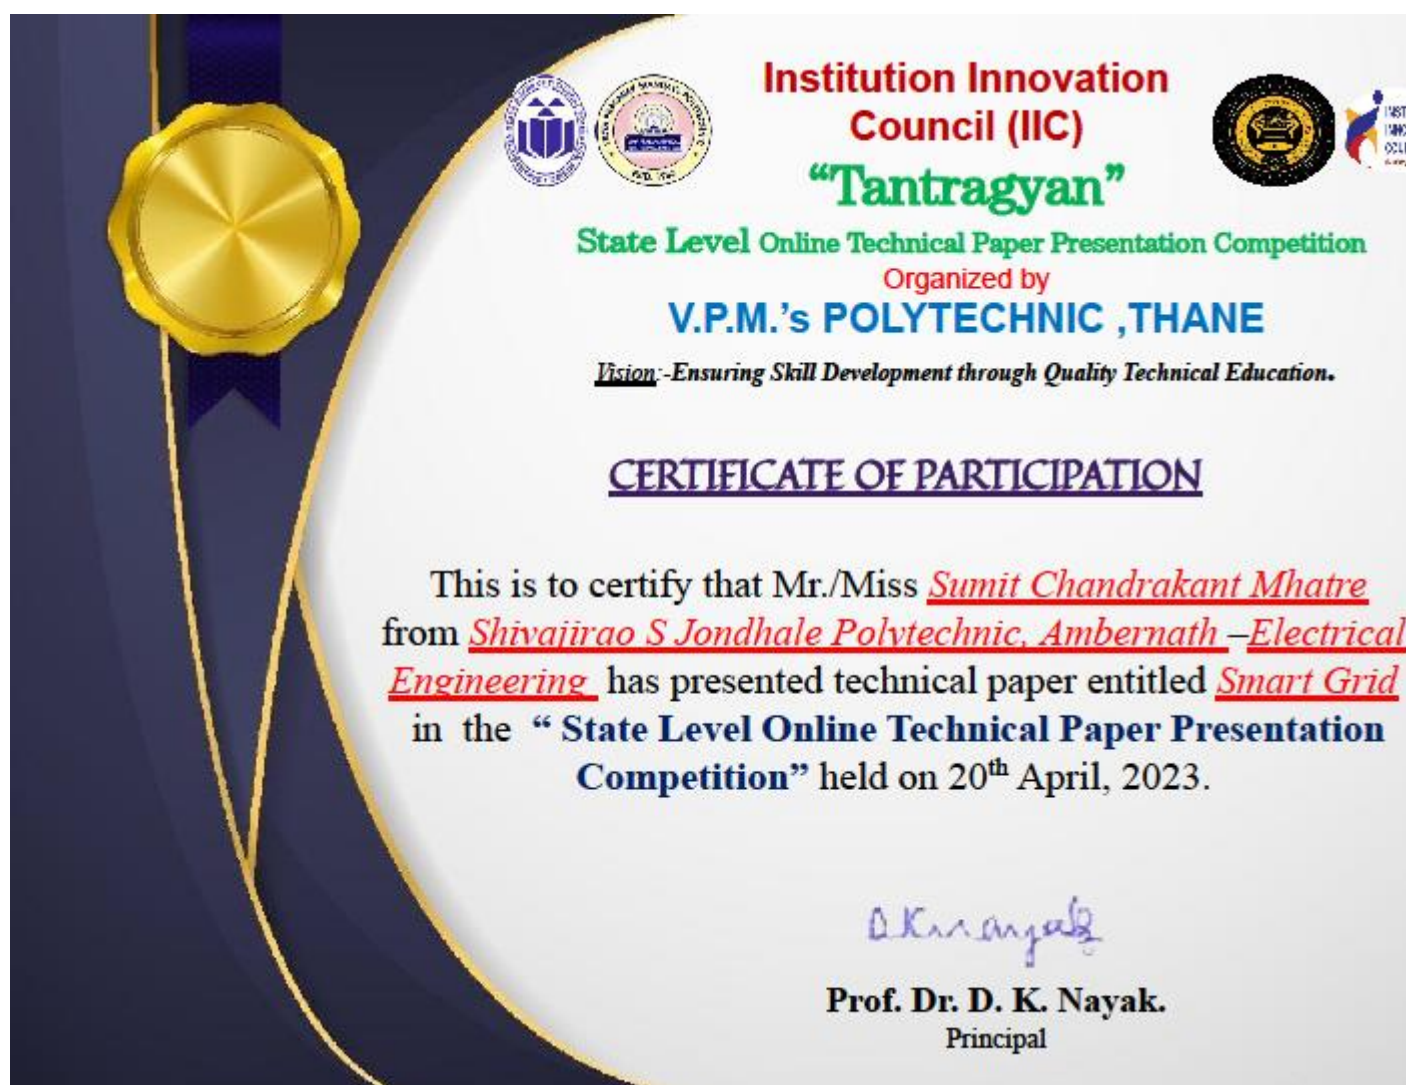 Institution Innovation
Council (IIC)
“Tantragyan”
State Level Online Technical Paper Presentation Competition
Organized by
V.P.M.’s POLYTECHNIC ,THANE
Vision:-Ensuring Skill Development through Quality Technical Education.
CERTIFICATE OF PARTICIPATION
This is to certify that Mr./Miss Sumit Chandrakant Mhatre
from Shivajirao S Jondhale Polytechnic, Ambernath –Electrical
Engineering has presented technical paper entitled Smart Grid
in the “ State Level Online Technical Paper Presentation
Competition” held on 20th April, 2023.
Prof. Dr. D. K. Nayak.
Principal